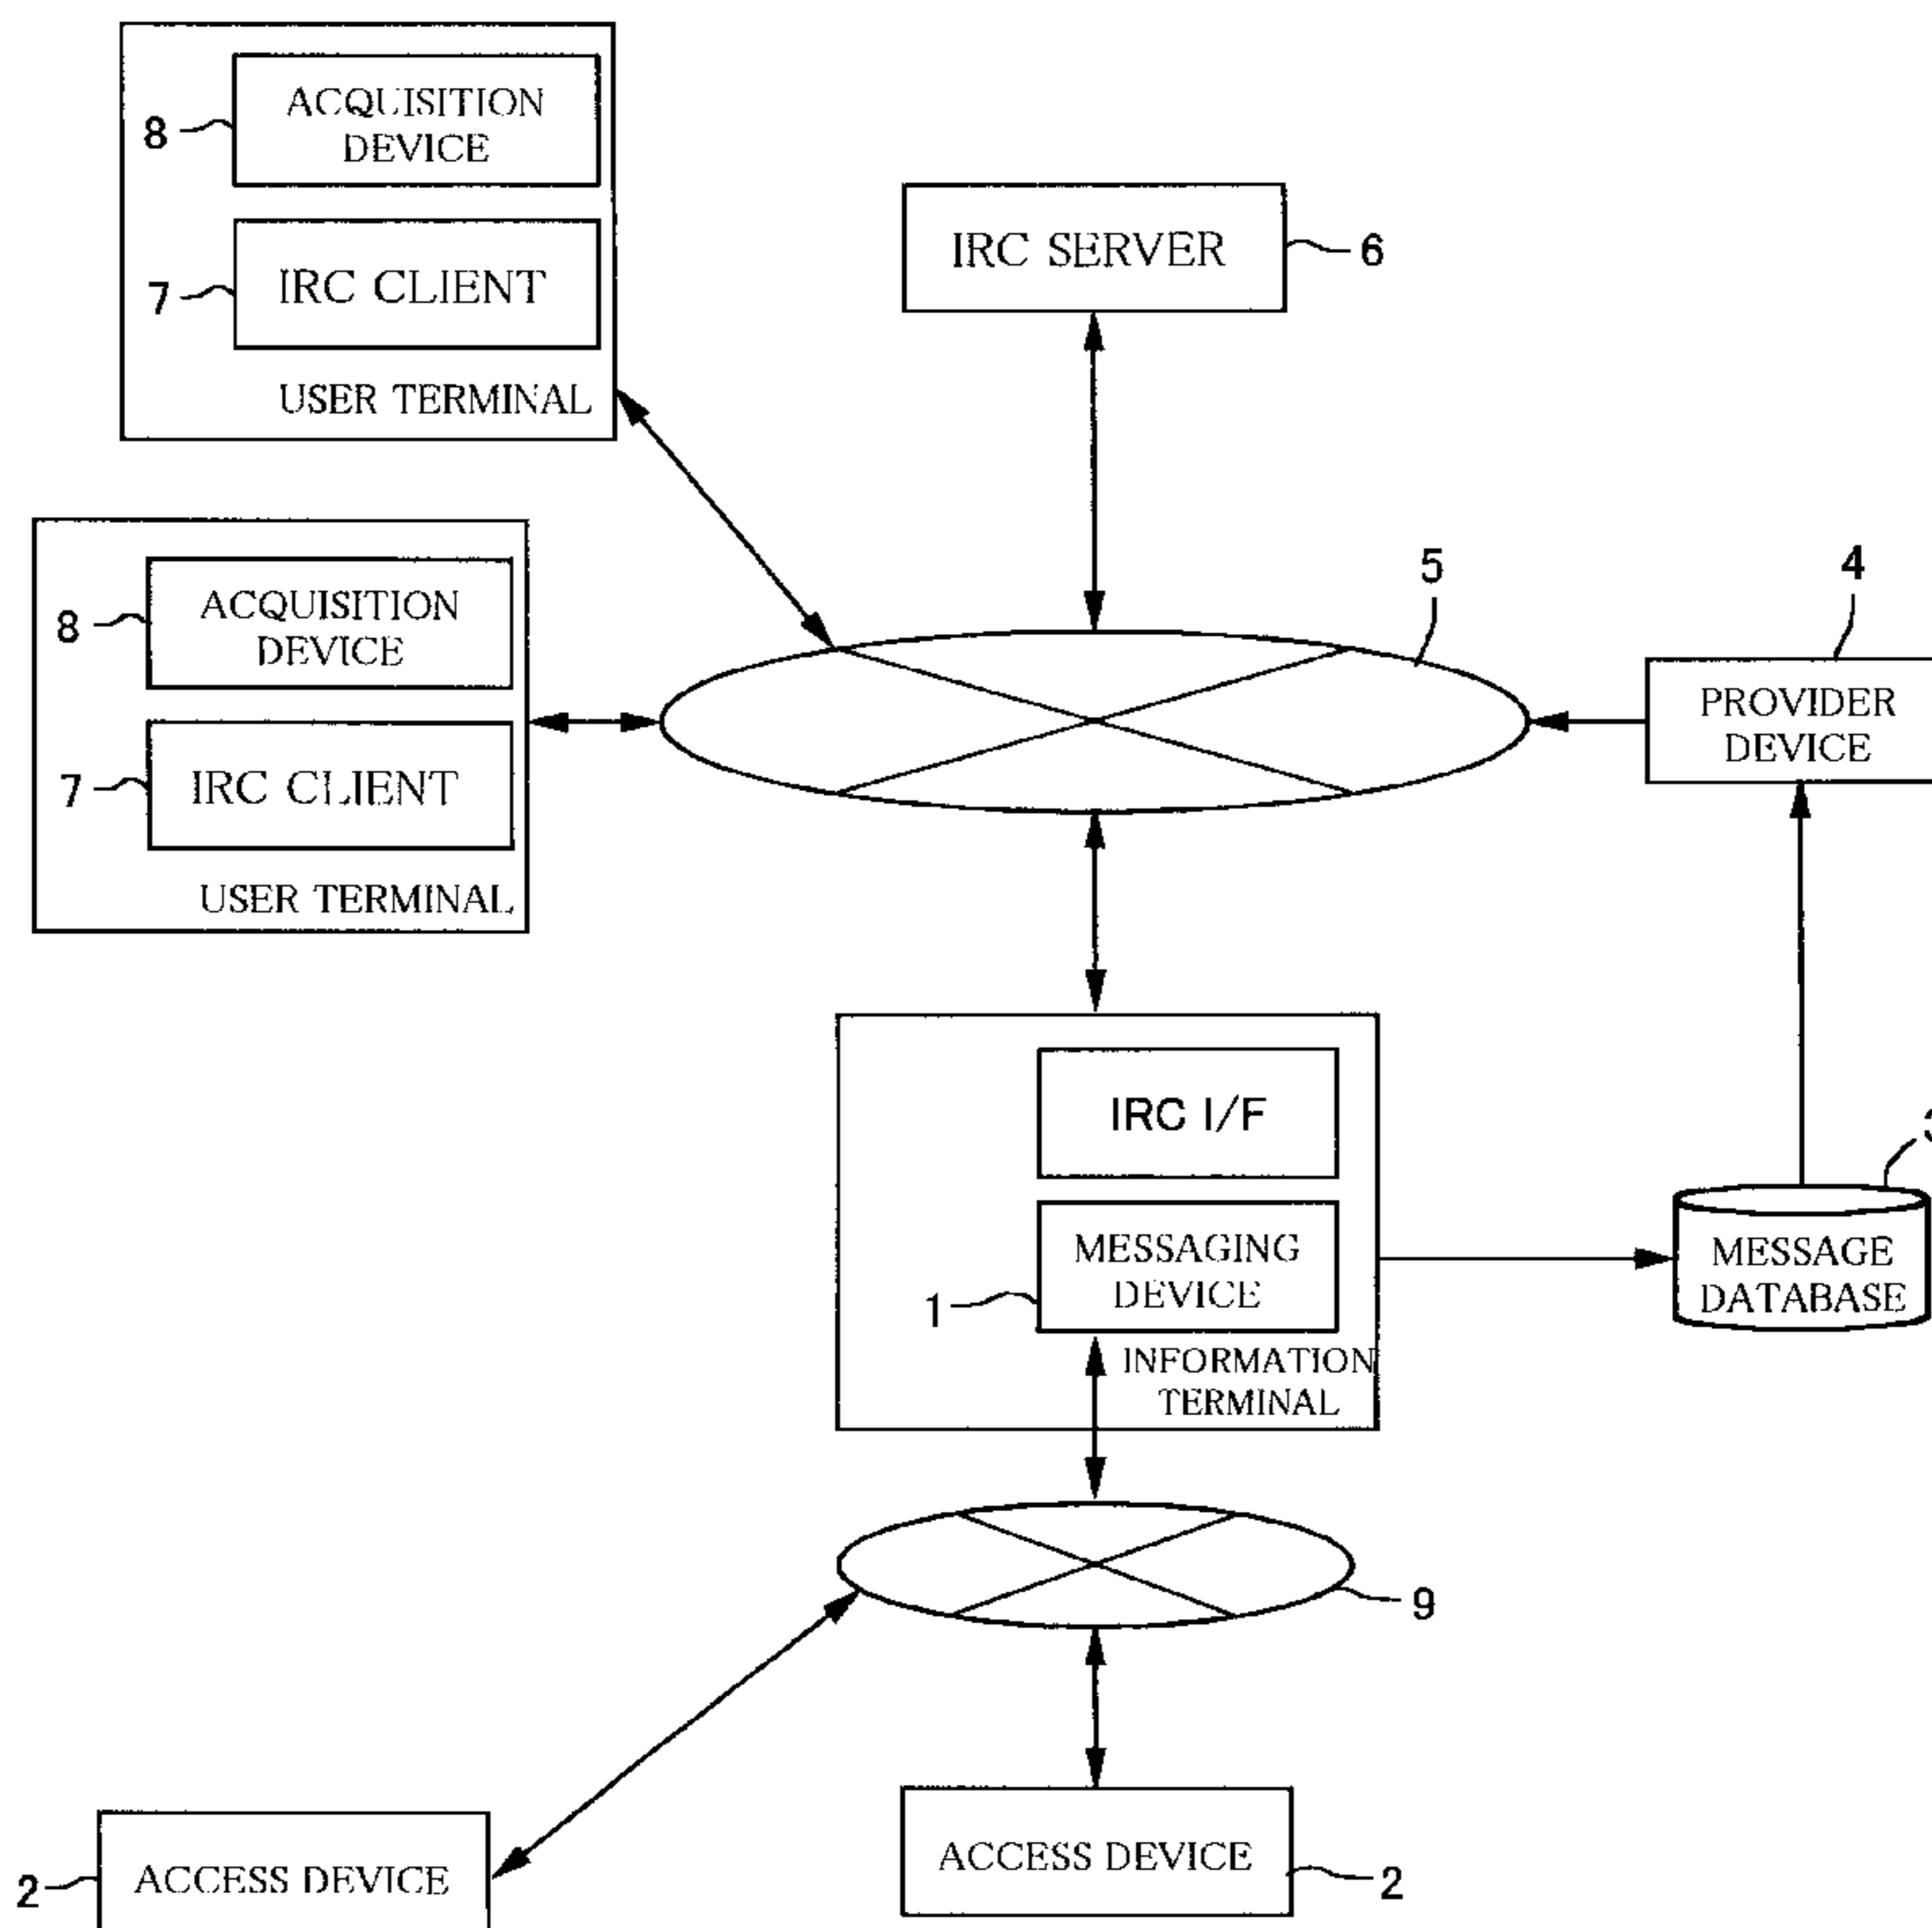 ACQUISITION
DEVICE
8
IRC CLIENT
7
USER TERMINAL
IRC SERVER
6
ACQUISITION
DEVICE
8
IRC CLIENT
7
USER TERMINAL
5
4
PROVIDER
DEVICE
IRC I/F
MESSAGING
DEVICE
1
INFORMATION
TERMINAL
3
MESSAGE
DATABASE
9
ACCESS DEVICE
2
2
ACCESS DEVICE